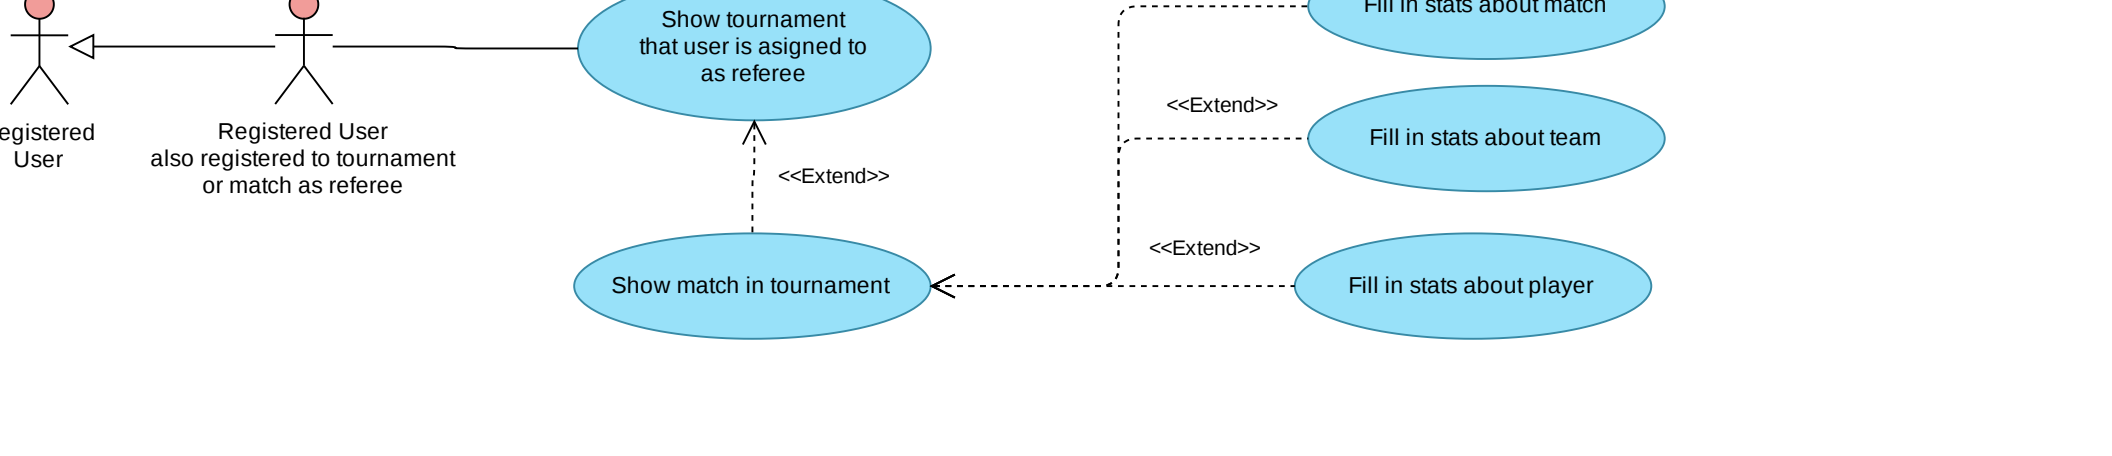 egistered
User
Registered User
also registered to tournament
or match as referee
Show tournament
that user is asigned to
as referee
<<Extend>>
Show match in tournament
Fill in stats about match
<<Extend>>
Fill in stats about team
<<Extend>>
Fill in stats about player